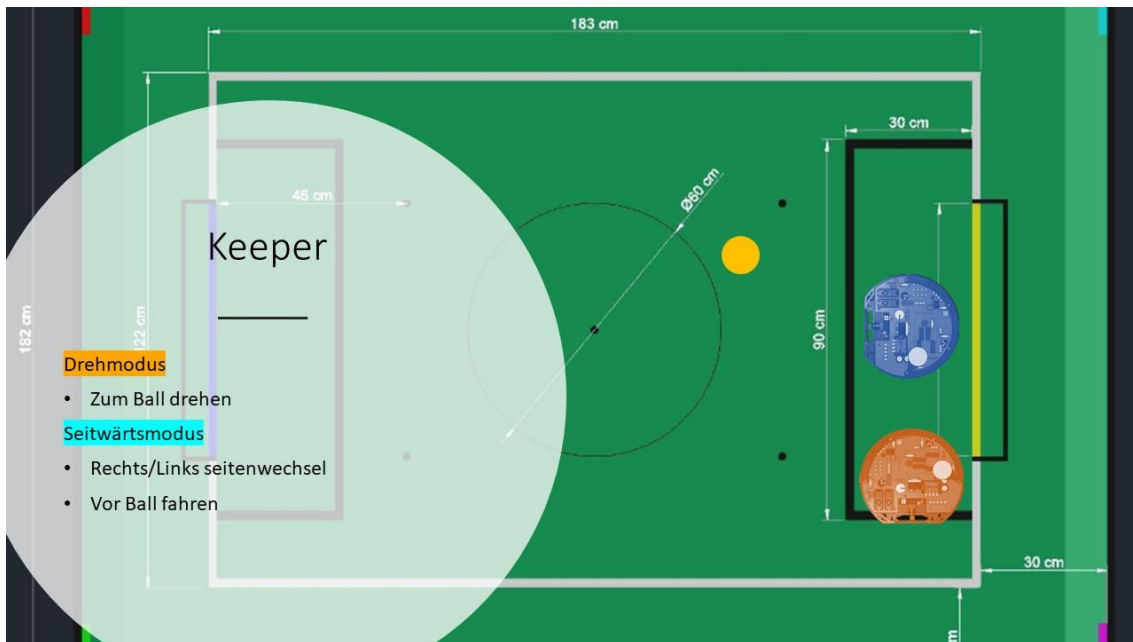 183 cm
30 cm
45 cm
Ø60 cm
Keeper
182 cm
122 cm
90 cm
Drehmodus
• Zum Ball drehen
Seitwärtsmodus
• Rechts/Links seitenwechsel
• Vor Ball fahren
30 cm